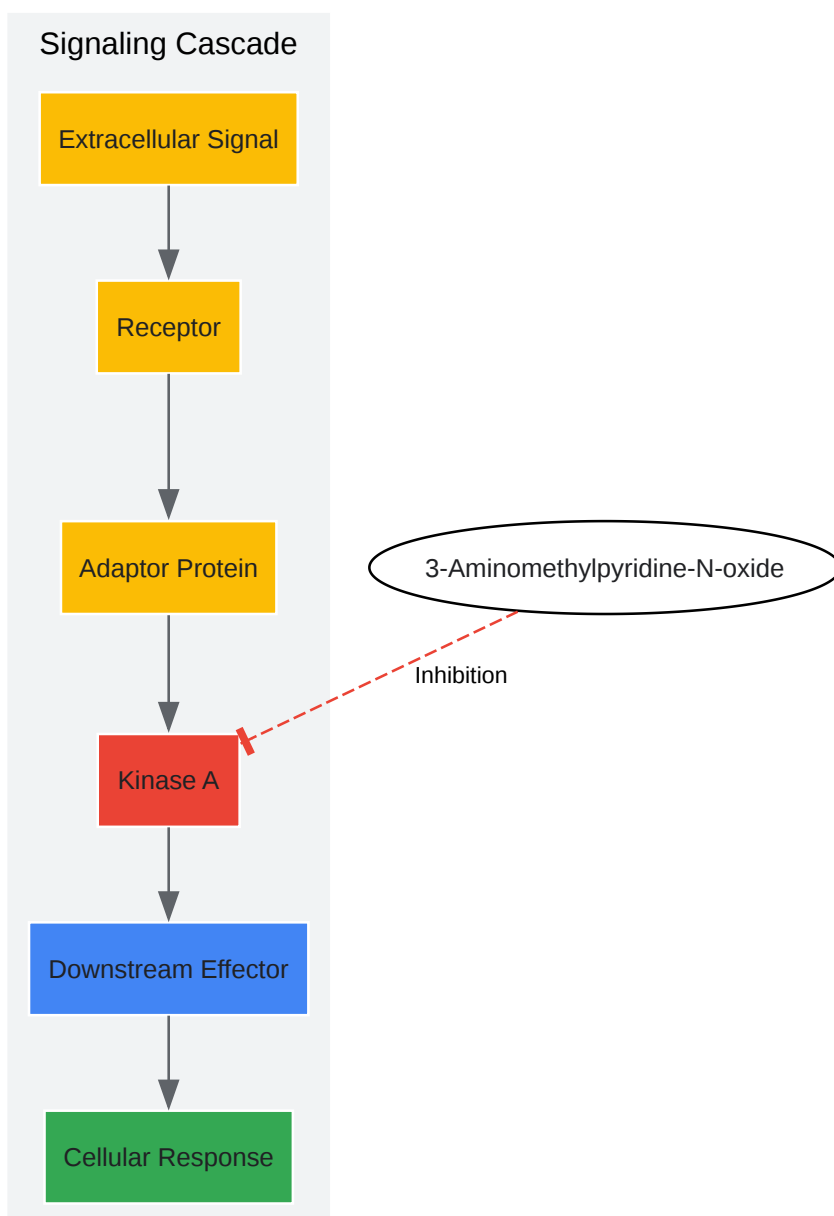 Signaling Cascade
Extracellular Signal
Receptor
Adaptor Protein
3-Aminomethylpyridine-N-oxide
Inhibition
Kinase A
Downstream Effector
Cellular Response